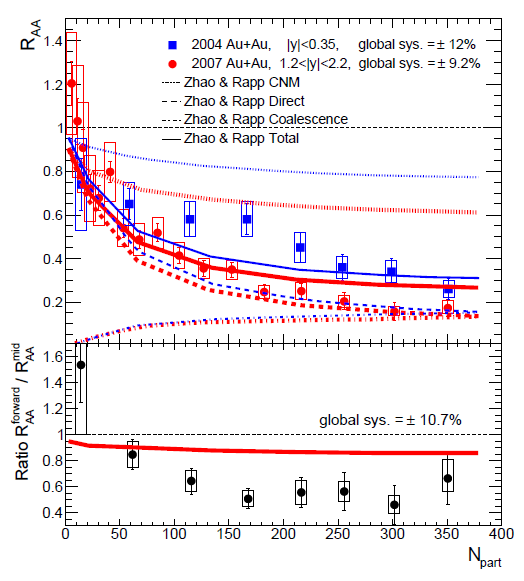 R_AA
2004 Au+Au, |y|<0.35, global sys. = ± 12%
2007 Au+Au, 1.2<|y|<2.2, global sys. = ± 9.2%
Zhao & Rapp CNM
Zhao & Rapp Direct
Zhao & Rapp Coalescence
Zhao & Rapp Total
1.4
1.2
1
0.8
0.6
0.4
0.2
Ratio R_AA^forward / R_AA^mid
global sys. = ± 10.7%
1.6
1.4
1.2
1
0.8
0.6
0.4
0 50 100 150 200 250 300 350 400
N_part